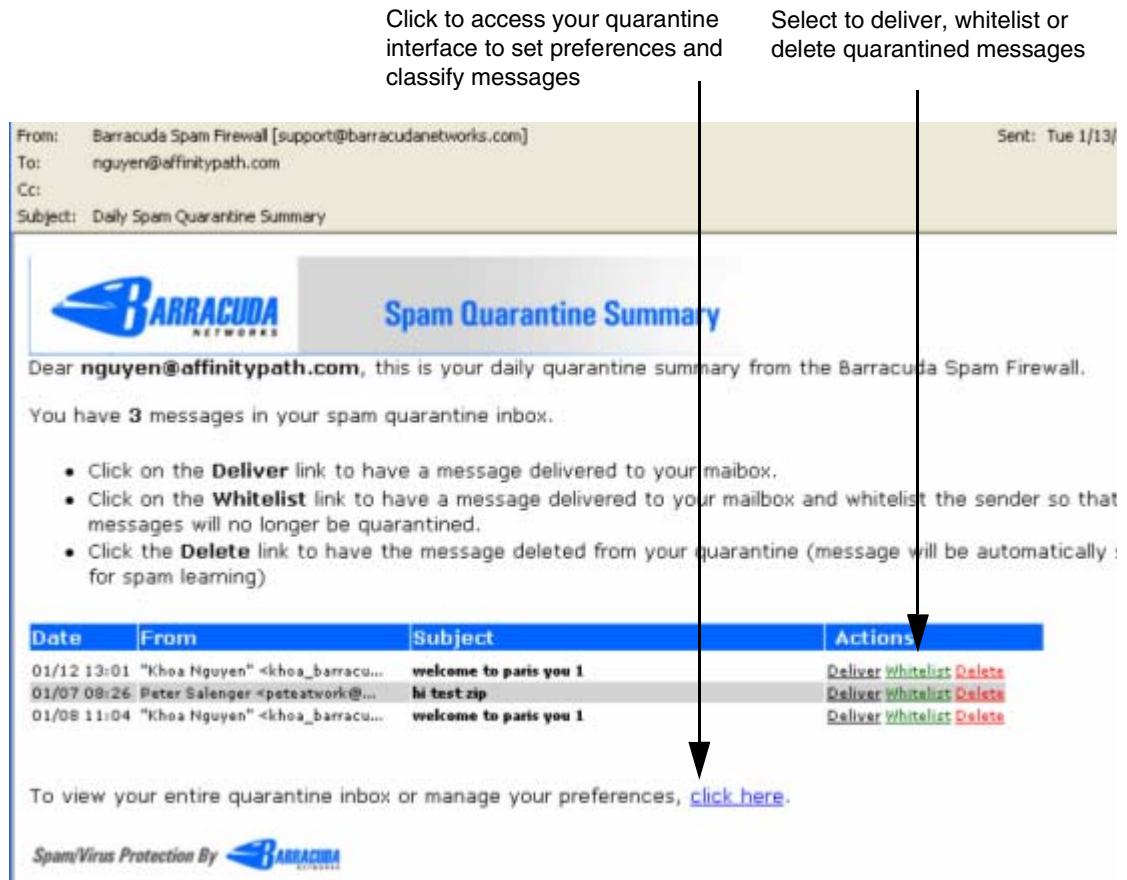 Click to access your quarantine
interface to set preferences and
classify messages
Select to deliver, whitelist or
delete quarantined messages
From: Barracuda Spam Firewall [support@barracudanetworks.com] Sent: Tue 1/13/
To: nguyen@affinitypath.com
Cc:
Subject: Daily Spam Quarantine Summary
BARRACUDA
NETWORKS
Spam Quarantine Summary
Dear nguyen@affinitypath.com, this is your daily quarantine summary from the Barracuda Spam Firewall.
You have 3 messages in your spam quarantine inbox.
• Click on the Deliver link to have a message delivered to your maibox.
• Click on the Whitelist link to have a message delivered to your mailbox and whitelist the sender so that
messages will no longer be quarantined.
• Click the Delete link to have the message deleted from your quarantine (message will be automatically
for spam learning)
Date From Subject Actions
01/12 13:01 "Khoa Nguyen" <khoa_barracu... welcome to paris you 1 Deliver Whitelist Delete
01/07 08:26 Peter Salenger <peteatwork@... hi test zip Deliver Whitelist Delete
01/08 11:04 "Khoa Nguyen" <khoa_barracu... welcome to paris you 1 Deliver Whitelist Delete
To view your entire quarantine inbox or manage your preferences, click here.
Spam/Virus Protection By BARRACUDA
NETWORKS